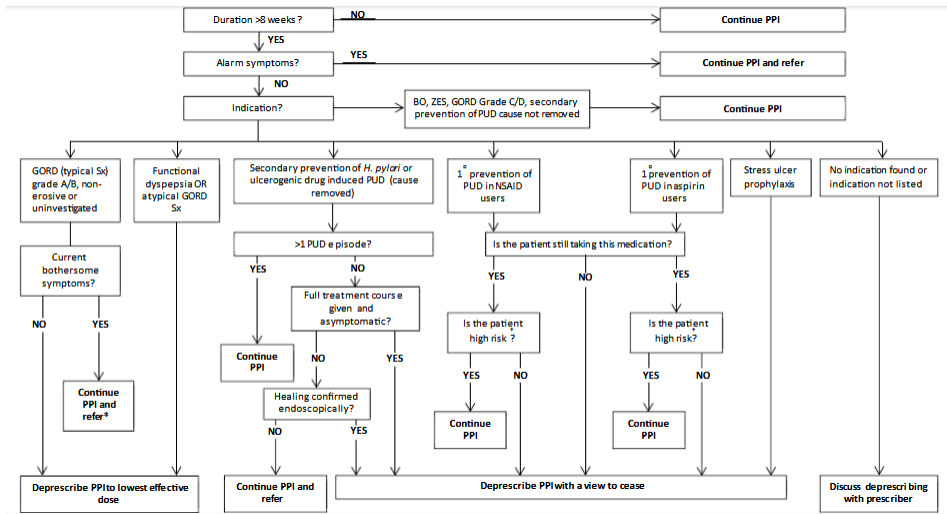 Duration >8 weeks?
NO
Continue PPI
YES
Alarm symptoms?
YES
Continue PPI and refer
NO
Indication?
BO, ZES, GORD Grade C/D, secondary
prevention of PUD cause not removed
Continue PPI
GORD (typical Sx)
grade A/B, non-
erosive or
uninvestigated
Functional
dyspepsia OR
atypical GORD
Sx
Secondary prevention of H. pylori or
ulcerogenic drug induced PUD (cause
removed)
1° prevention of
PUD in NSAID
users
1° prevention of
PUD in aspirin
users
Stress ulcer
prophylaxis
No indication found or
indication not listed
Current
bothersome
symptoms?
>1 PUD episode?
Is the patient still taking this medication?
YES
NO
YES
NO
YES
Full treatment course
given and
asymptomatic?
Is the patient
high risk†?
Is the patient
high risk†?
NO
YES
Continue
PPI
NO
YES
YES
NO
YES
NO
Continue
PPI and
refer*
Healing confirmed
endoscopically?
Continue
PPI
Continue
PPI
NO
YES
Deprescribe PPI to lowest effective
dose
Continue PPI and
refer
Deprescribe PPI with a view to cease
Discuss deprescribing
with prescriber